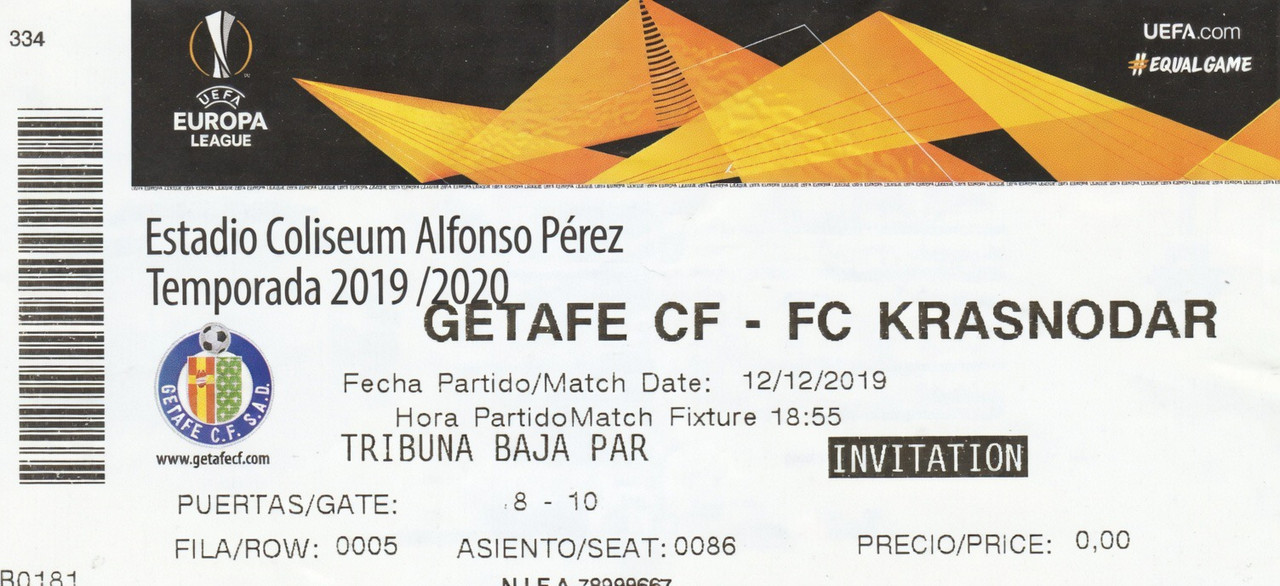 334
UEFA
EUROPA
LEAGUE
UEFA.com
#EQUALGAME
Estadio Coliseum Alfonso Pérez
Temporada 2019 /2020
GETAFE CF - FC KRASNODAR
GETAFE C.F. S.A.D.
www.getafecf.com
Fecha Partido/Match Date: 12/12/2019
Hora PartidoMatch Fixture 18:55
TRIBUNA BAJA PAR
INVITATION
PUERTAS/GATE: 8 - 10
FILA/ROW: 0005 ASIENTO/SEAT: 0086 PRECIO/PRiCE: 0,00